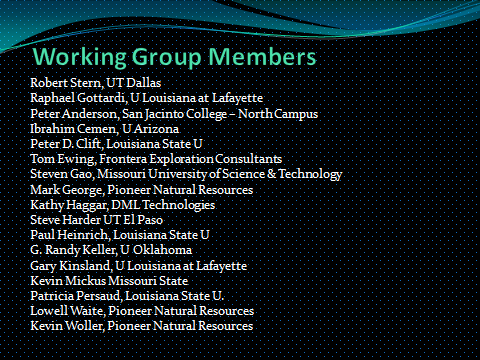 Working Group Members
Robert Stern, UT Dallas
Raphael Gottardi, U Louisiana at Lafayette
Peter Anderson, San Jacinto College – North Campus
Ibrahim Cemen, U Arizona
Peter D. Clift, Louisiana State U
Tom Ewing, Frontera Exploration Consultants
Steven Gao, Missouri University of Science & Technology
Mark George, Pioneer Natural Resources
Kathy Haggar, DML Technologies
Steve Harder UT El Paso
Paul Heinrich, Louisiana State U
G. Randy Keller, U Oklahoma
Gary Kinsland, U Louisiana at Lafayette
Kevin Mickus Missouri State
Patricia Persaud, Louisiana State U.
Lowell Waite, Pioneer Natural Resources
Kevin Woller, Pioneer Natural Resources